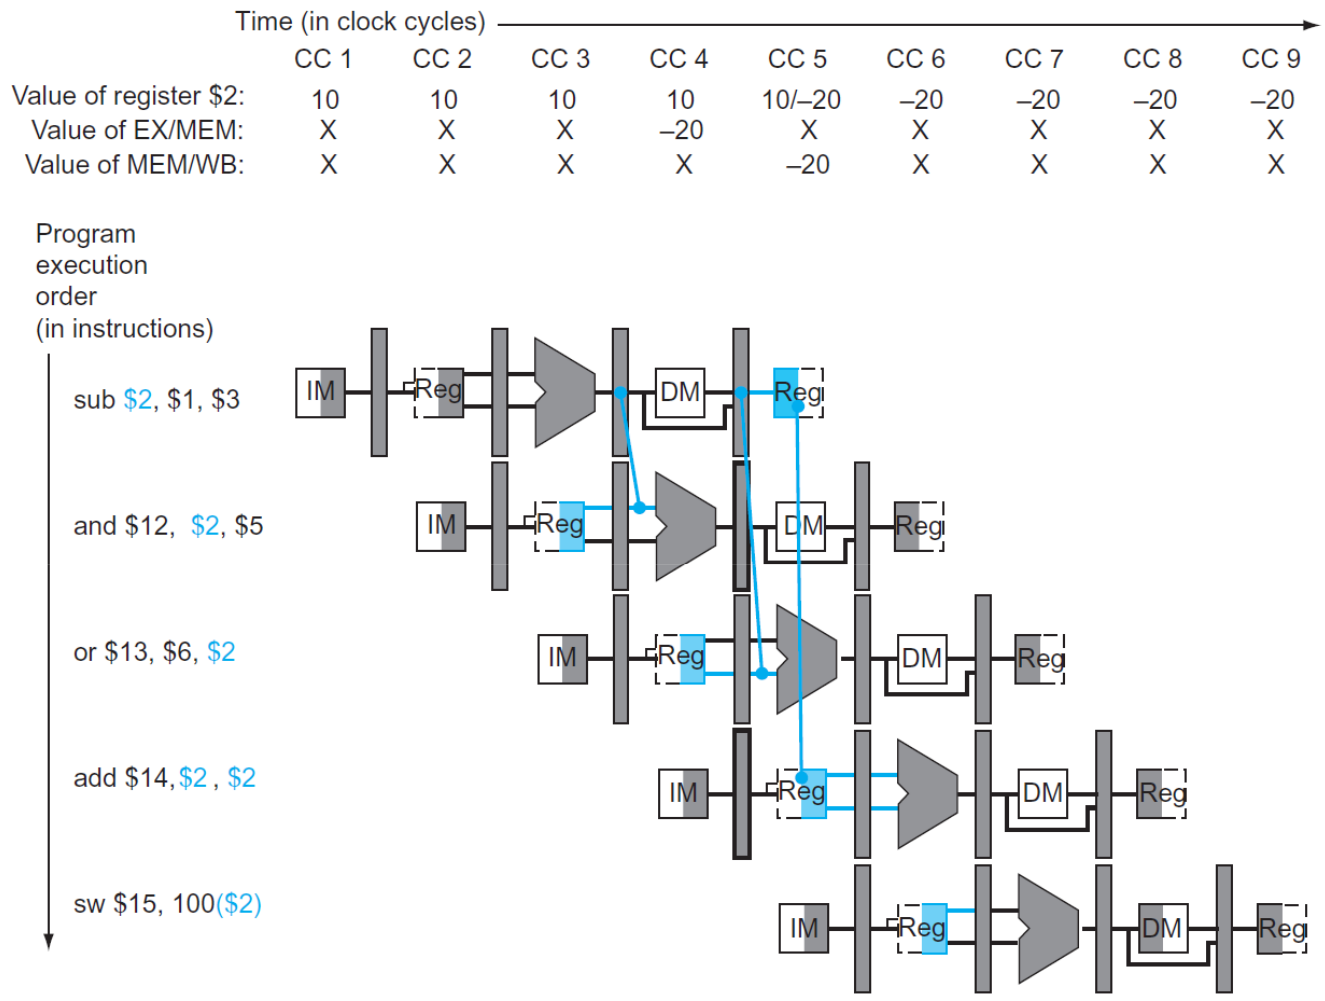 Time (in clock cycles)
CC 1 CC 2 CC 3 CC 4 CC 5 CC 6 CC 7 CC 8 CC 9
Value of register $2: 10 10 10 10 10/–20 –20 –20 –20 –20
Value of EX/MEM: X X X –20 X X X X X
Value of MEM/WB: X X X X –20 X X X X
Program
execution
order
(in instructions)
IM Reg DM Reg
sub $2, $1, $3
IM Reg DM Reg
and $12, $2, $5
or $13, $6, $2
IM Reg DM Reg
add $14, $2 , $2
IM Reg DM Reg
sw $15, 100($2)
IM Reg DM Reg